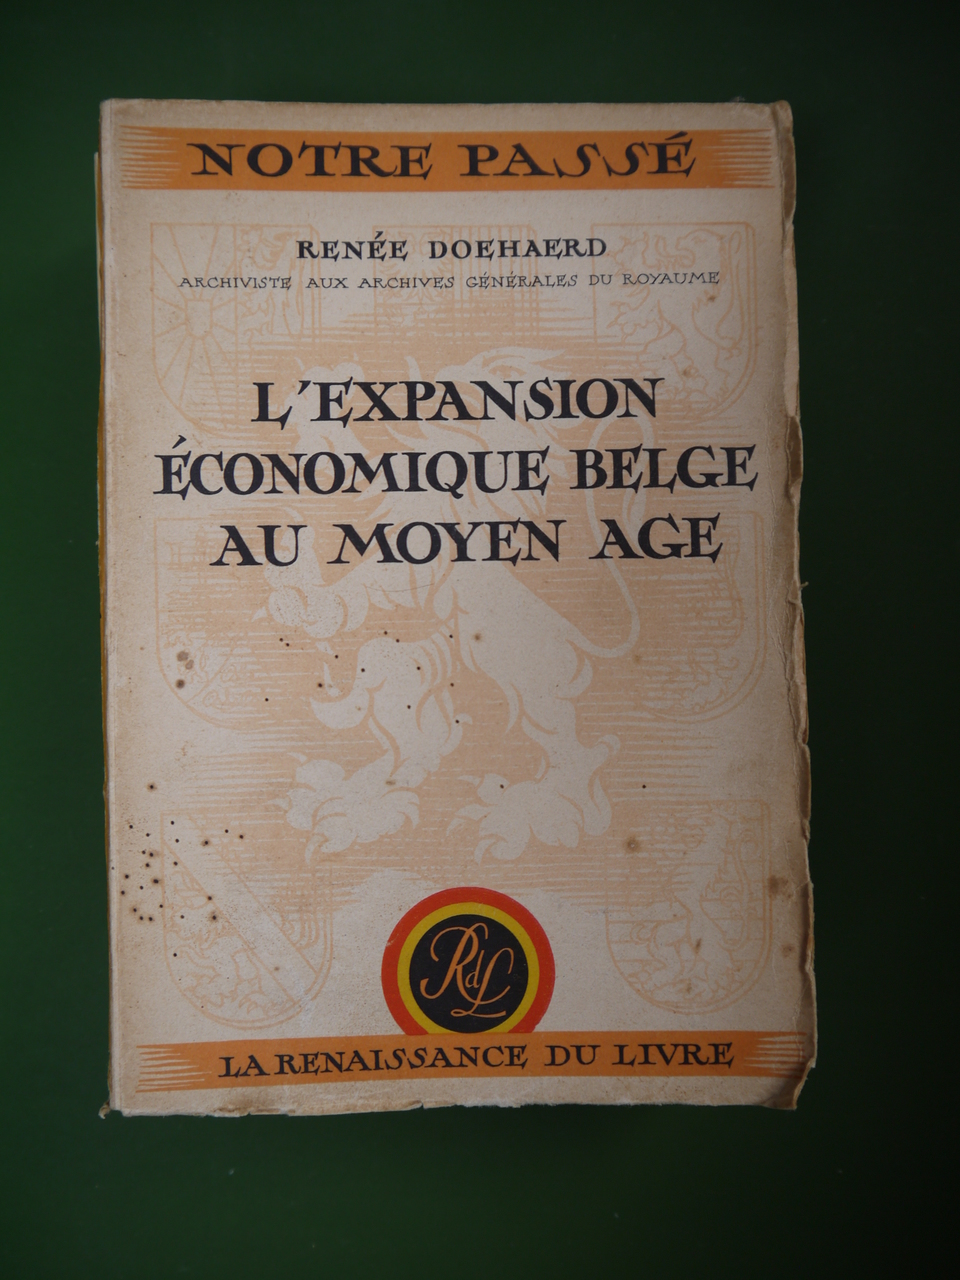 NOTRE PASSÉ
RENÉE DOEHAERD
ARCHIVISTE AUX ARCHIVES GÉNÉRALES DU ROYAUME
L'EXPANSION
ÉCONOMIQUE BELGE
AU MOYEN AGE
RdL
LA RENAISSANCE DU LIVRE